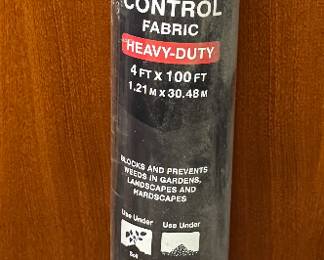 CONTROL
FABRIC
HEAVY-DUTY
4 FT X 100 FT
1.21 M X 30.48 M
BLOCKS AND PREVENTS
WEEDS IN GARDENS,
LANDSCAPES AND
HARDSCAPES
Use Under Use Under
Soil